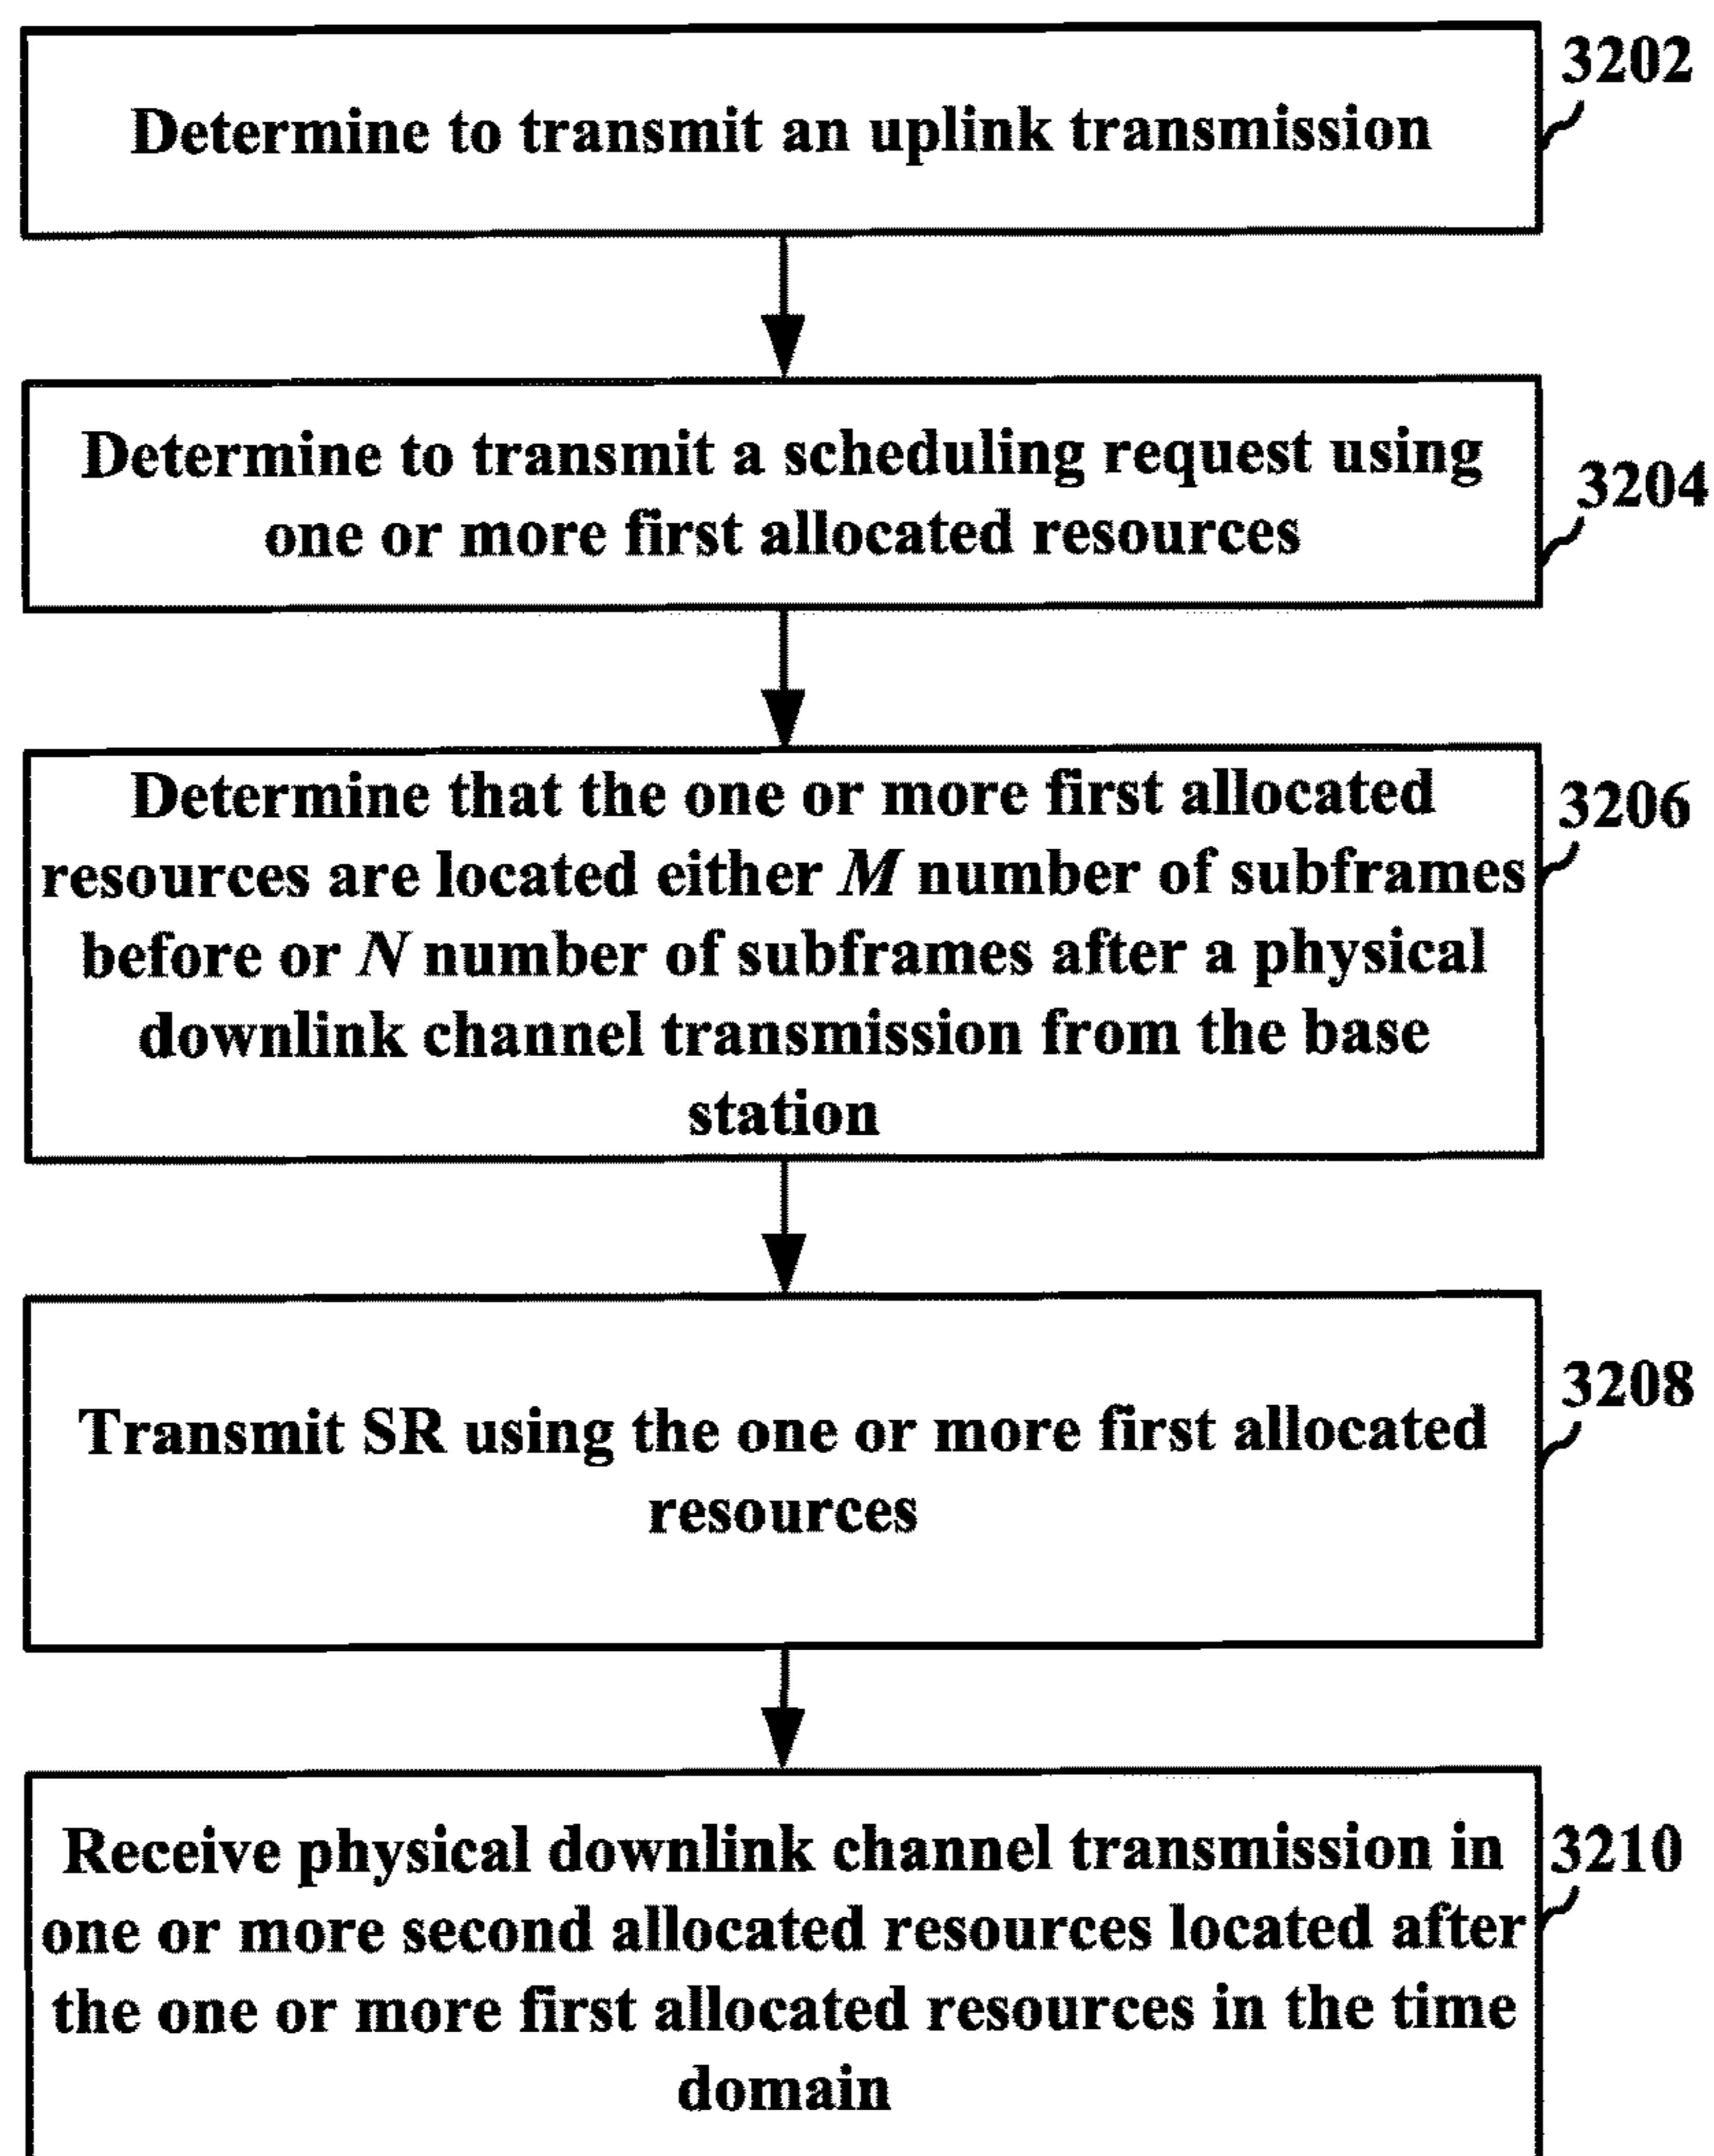 3202
Determine to transmit an uplink transmission
Determine to transmit a scheduling request using
one or more first allocated resources
3204
Determine that the one or more first allocated
resources are located either M number of subframes
before or N number of subframes after a physical
downlink channel transmission from the base
station
3206
Transmit SR using the one or more first allocated
resources
3208
Receive physical downlink channel transmission in
one or more second allocated resources located after
the one or more first allocated resources in the time
domain
3210